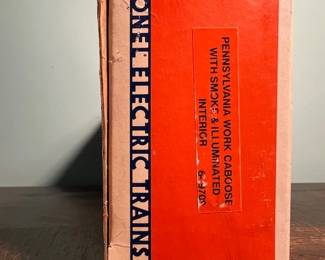 ONEL ELECTRIC TRAINS
PENNSYLVANIA WORK CABOOSE
WITH SMOKE & ILLUMINATED
INTERIOR